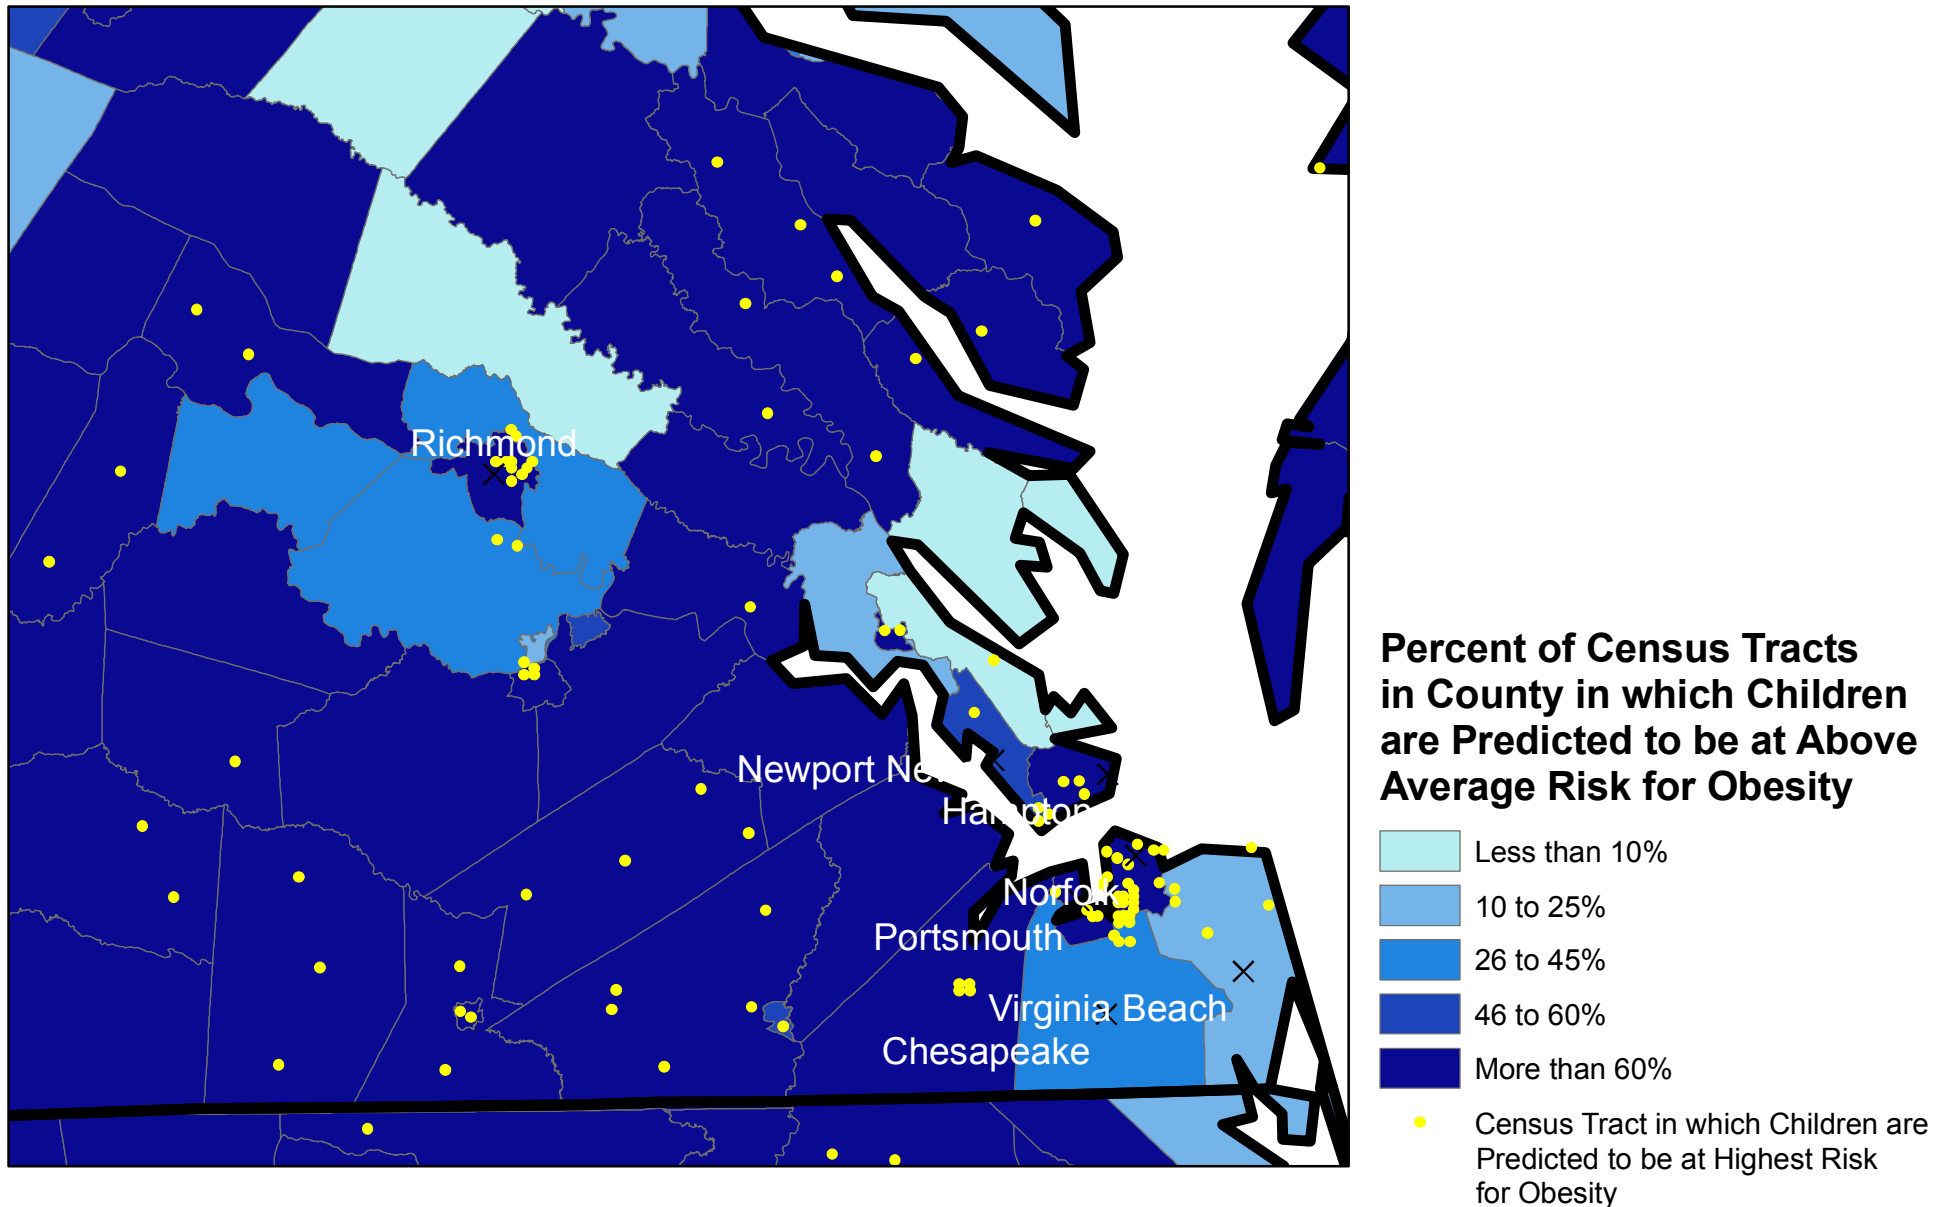 Richmond
Newport Ne
Hampton
Norfolk
Portsmouth
Virginia Beach
Chesapeake
Percent of Census Tracts
in County in which Children
are Predicted to be at Above
Average Risk for Obesity
Less than 10%
10 to 25%
26 to 45%
46 to 60%
More than 60%
Census Tract in which Children are
Predicted to be at Highest Risk
for Obesity